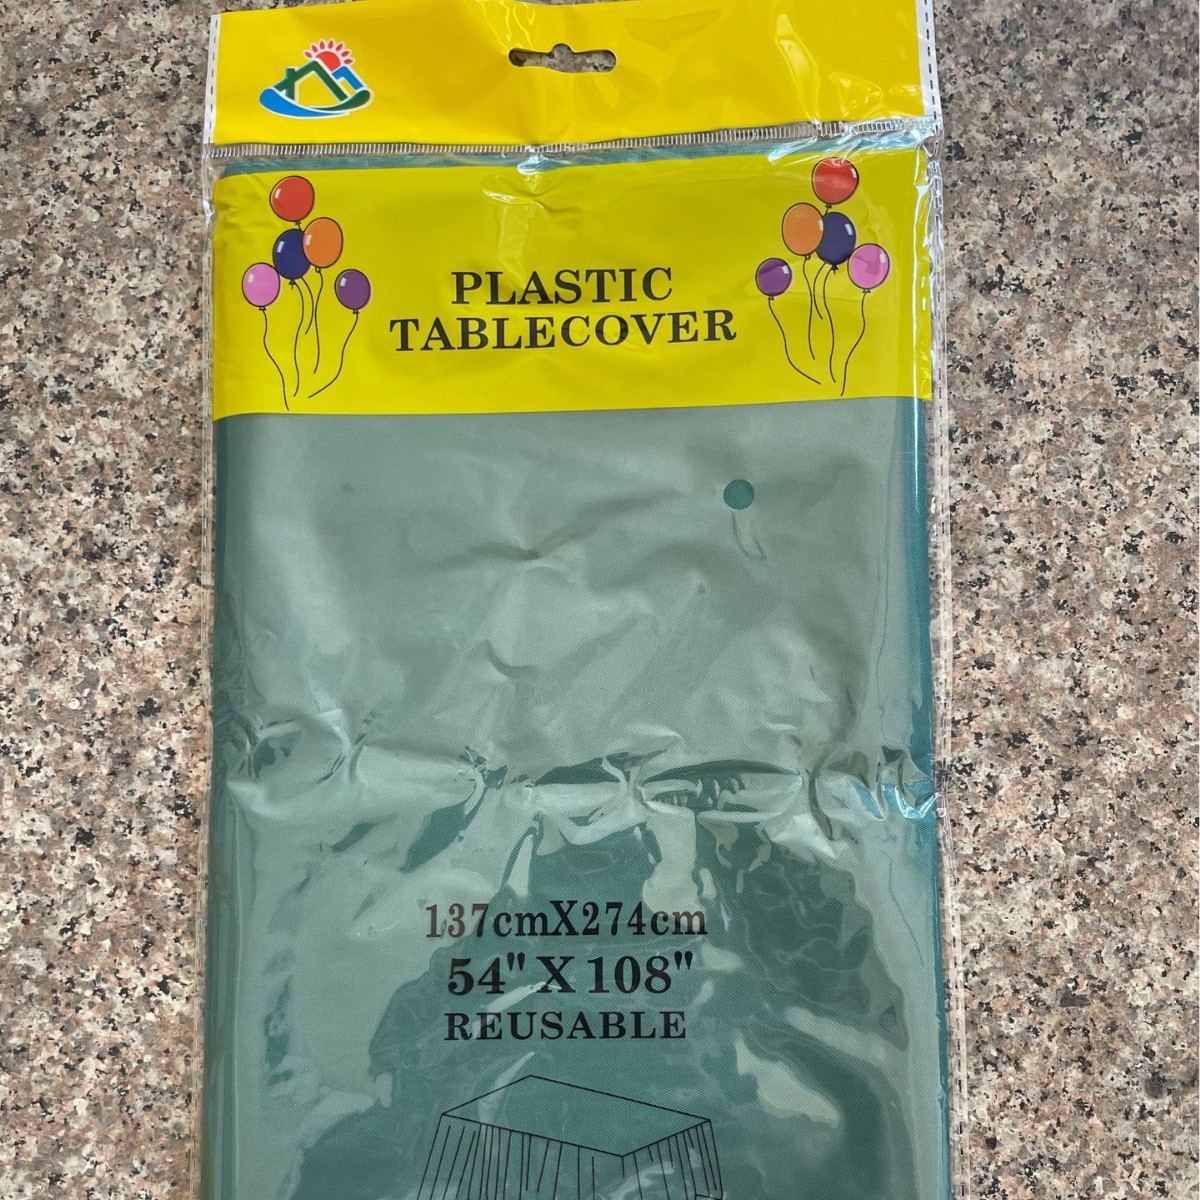 PLASTIC
TABLECOVER
137cmX274cm
54" X 108"
REUSABLE